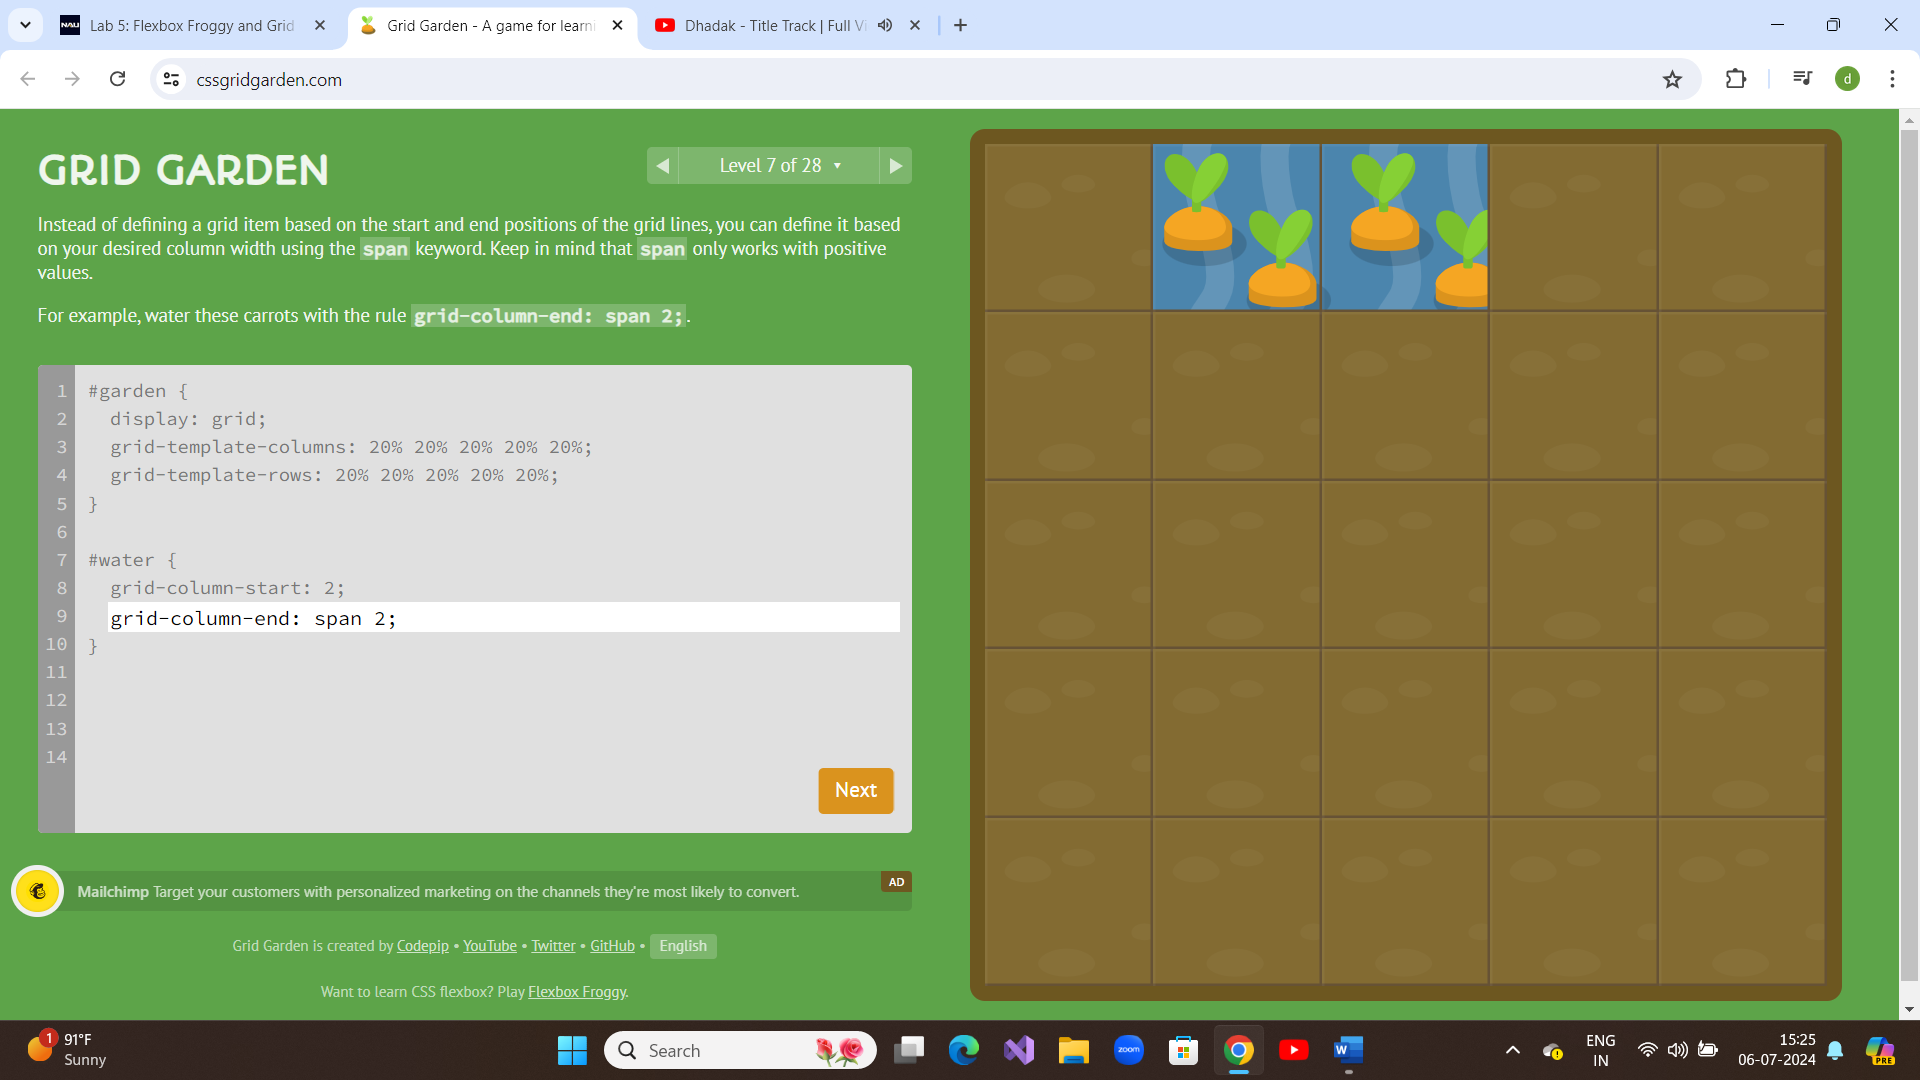 Lab 5: Flexbox Froggy and Grid
Grid Garden - A game for learni
Dhadak - Title Track | Full Vi
cssgridgarden.com
d
GRID GARDEN
Level 7 of 28
Instead of defining a grid item based on the start and end positions of the grid lines, you can define it based
on your desired column width using the span keyword. Keep in mind that span only works with positive
values.
For example, water these carrots with the rule grid-column-end: span 2;.
1 #garden {
2 display: grid;
3 grid-template-columns: 20% 20% 20% 20% 20%;
4 grid-template-rows: 20% 20% 20% 20% 20%;
5 }
6
7 #water {
8 grid-column-start: 2;
9 grid-column-end: span 2;
10 }
11
12
13
14
Next
Mailchimp Target your customers with personalized marketing on the channels they're most likely to convert.
AD
Grid Garden is created by Codepip • YouTube • Twitter • GitHub • English
Want to learn CSS flexbox? Play Flexbox Froggy.
1
91°F
Sunny
Search
zoom
W
ENG
IN
15:25
06-07-2024
PRE